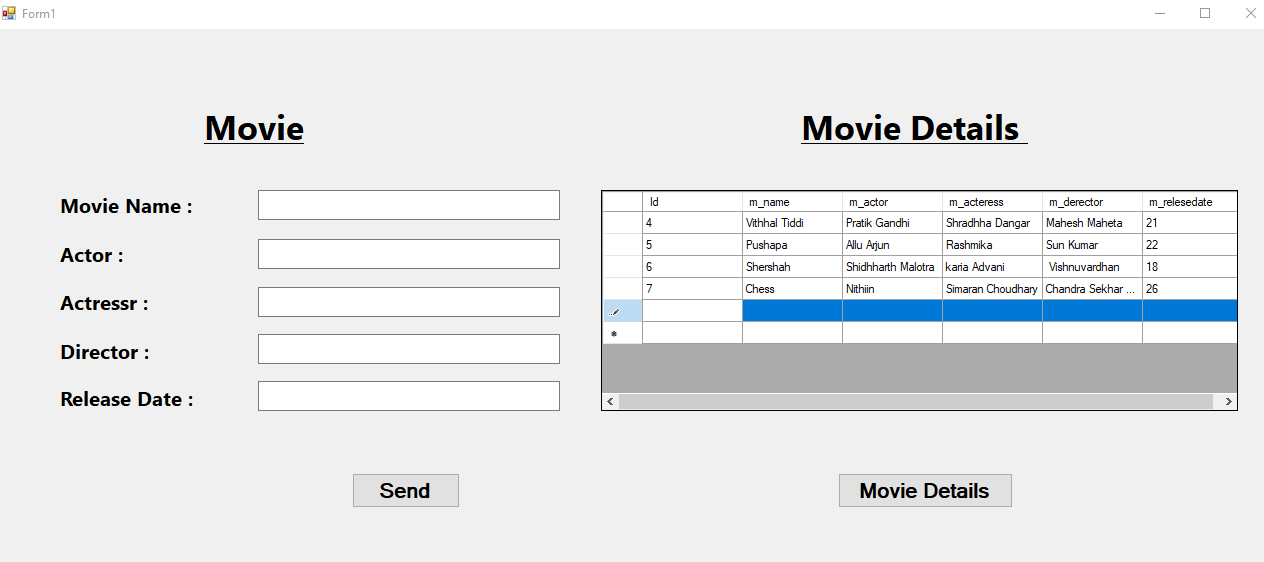 Form1
Movie
Movie Details
Movie Name :
Actor :
Actressr :
Director :
Release Date :
Id m_name m_actor m_acteress m_derector m_relesedate
4 Vithhal Tiddi Pratik Gandhi Shradhha Dangar Mahesh Maheta 21
5 Pushapa Allu Arjun Rashmika Sun Kumar 22
6 Shershah Shidhharth Malotra karia Advani Vishnuvardhan 18
7 Chess Nithiin Simaran Choudhary Chandra Sekhar ... 26
Send
Movie Details